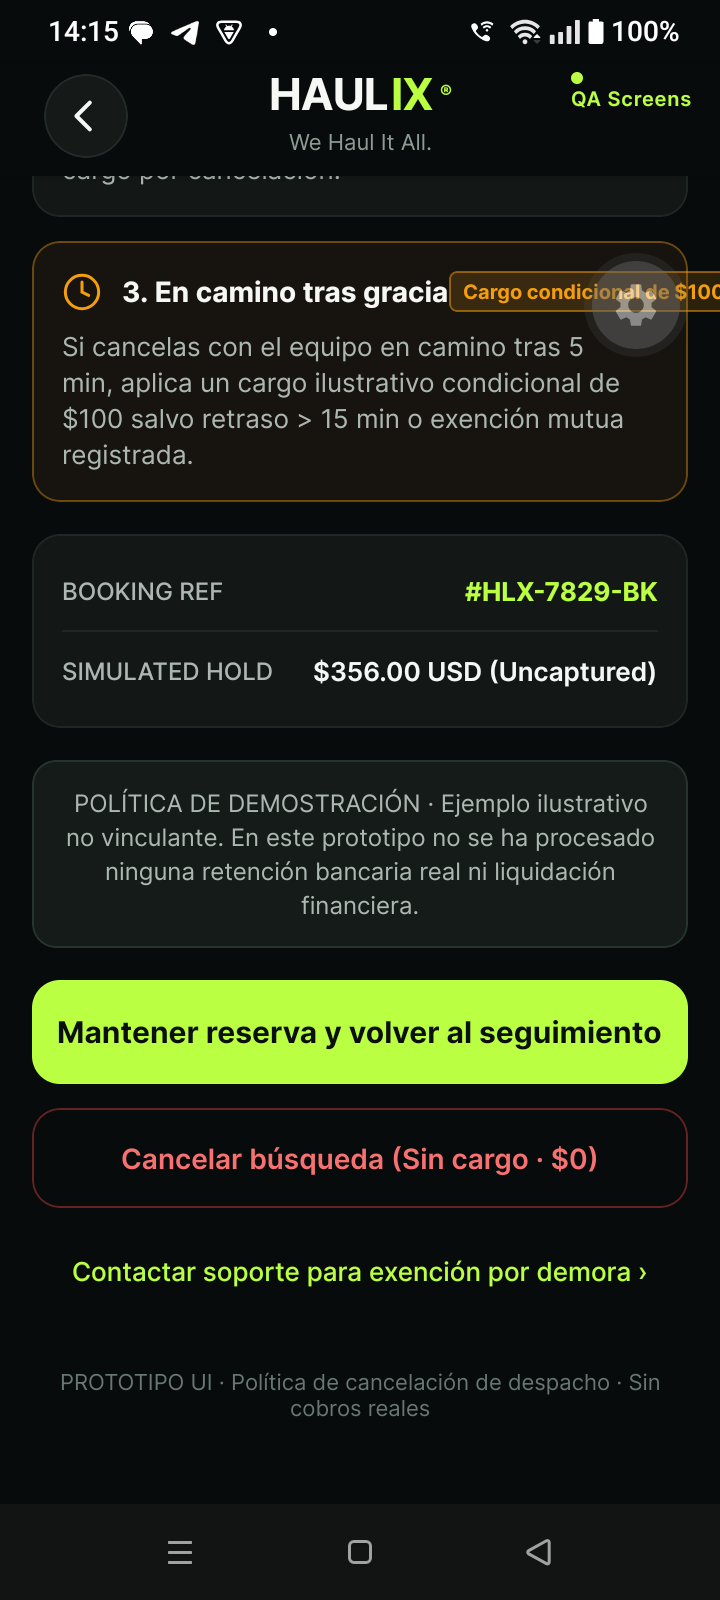 14:15
100%
HAULIX ®
QA Screens
We Haul It All.
cargo por cancelación.
3. En camino tras gracia
Cargo condicional de $100
Si cancelas con el equipo en camino tras 5
min, aplica un cargo ilustrativo condicional de
$100 salvo retraso > 15 min o exención mutua
registrada.
BOOKING REF
#HLX-7829-BK
SIMULATED HOLD
$356.00 USD (Uncaptured)
POLÍTICA DE DEMOSTRACIÓN · Ejemplo ilustrativo
no vinculante. En este prototipo no se ha procesado
ninguna retención bancaria real ni liquidación
financiera.
Mantener reserva y volver al seguimiento
Cancelar búsqueda (Sin cargo · $0)
Contactar soporte para exención por demora ›
PROTOTIPO UI · Política de cancelación de despacho · Sin
cobros reales